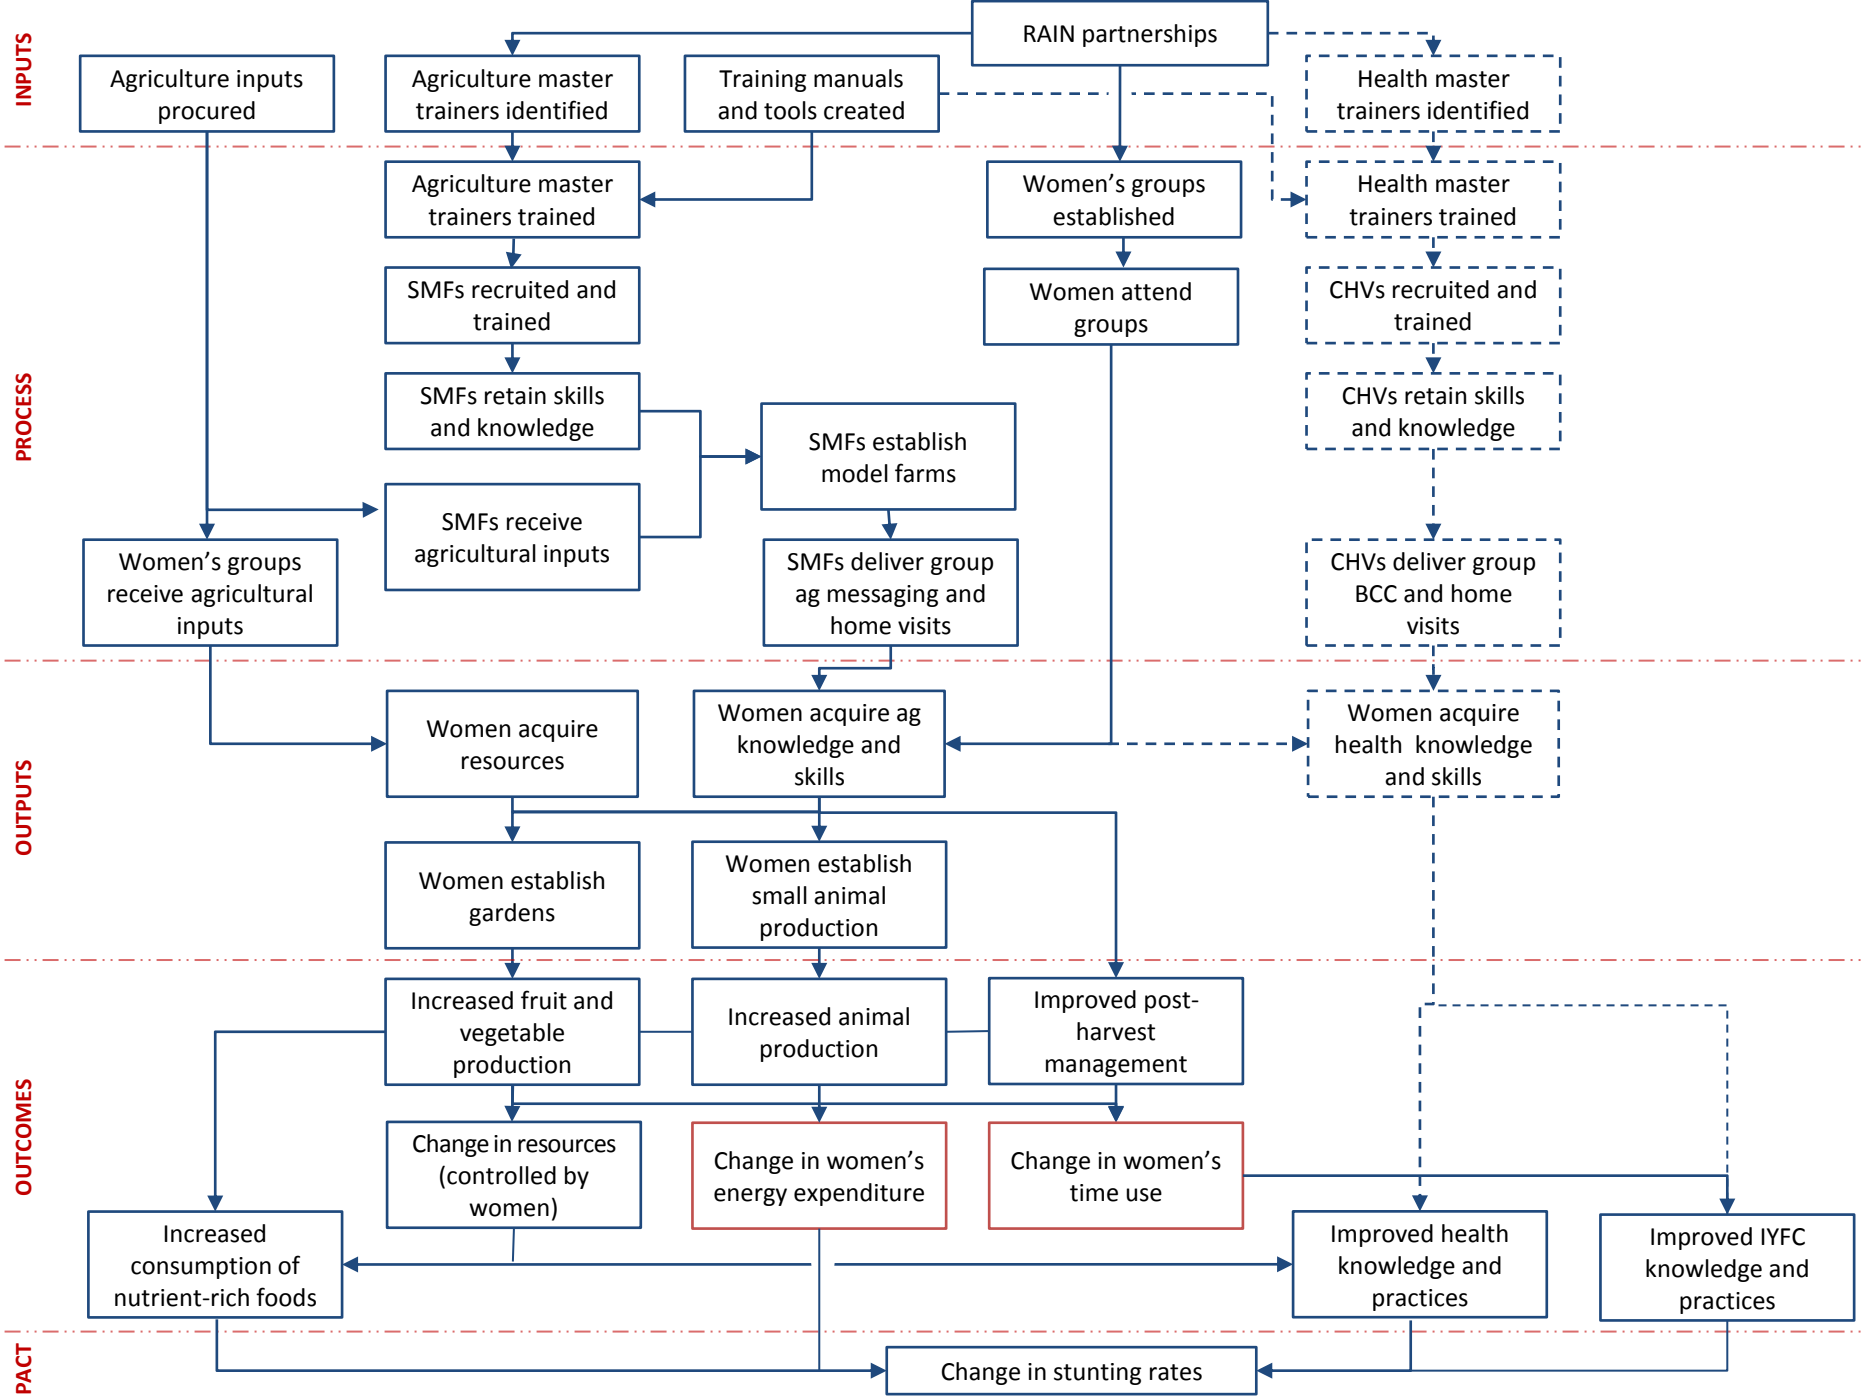 INPUTS
RAIN partnerships
Agriculture inputs
procured
Agriculture master
trainers identified
Training manuals
and tools created
Health master
trainers identified
PROCESS
Agriculture master
trainers trained
Women's groups
established
Health master
trainers trained
SMFs recruited and
trained
Women attend
groups
CHVs recruited and
trained
SMFs retain skills
and knowledge
SMFs establish
model farms
CHVs retain skills
and knowledge
SMFs receive
agricultural inputs
Women's groups
receive agricultural
inputs
SMFs deliver group
ag messaging and
home visits
CHVs deliver group
BCC and home
visits
OUTPUTS
Women acquire
resources
Women acquire ag
knowledge and
skills
Women acquire
health knowledge
and skills
Women establish
gardens
Women establish
small animal
production
OUTCOMES
Increased fruit and
vegetable
production
Increased animal
production
Improved post-
harvest
management
Change in resources
(controlled by
women)
Change in women's
energy expenditure
Change in women's
time use
Increased
consumption of
nutrient-rich foods
Improved health
knowledge and
practices
Improved IYFC
knowledge and
practices
PACT
Change in stunting rates